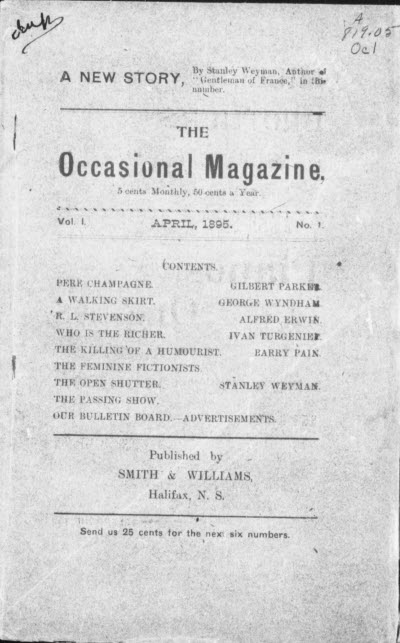 A
819.05
Oc1
A NEW STORY, By Stanley Weyman, Author of
"Gentleman of France," in this
number.
THE
Occasional Magazine,
5 cents Monthly, 50 cents a Year.
Vol. I. APRIL, 1895. No. 1.
CONTENTS.
PERE CHAMPAGNE. GILBERT PARKER.
A WALKING SKIRT. GEORGE WYNDHAM
R. L. STEVENSON. ALFRED ERWIN.
WHO IS THE RICHER. IVAN TURGENIEF.
THE KILLING OF A HUMOURIST. BARRY PAIN.
THE FEMININE FICTIONISTS
THE OPEN SHUTTER. STANLEY WEYMAN.
THE PASSING SHOW.
OUR BULLETIN BOARD.—ADVERTISEMENTS.
Published by
SMITH & WILLIAMS,
Halifax, N. S.
Send us 25 cents for the next six numbers.